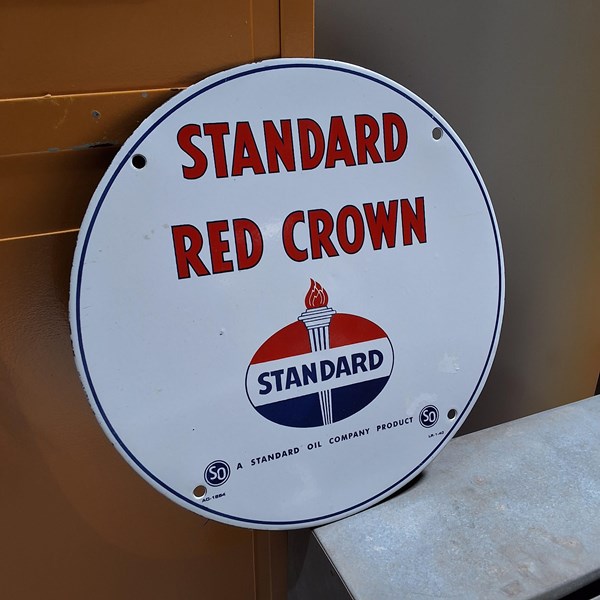 STANDARD
RED CROWN
STANDARD
SO A STANDARD OIL COMPANY PRODUCT SO